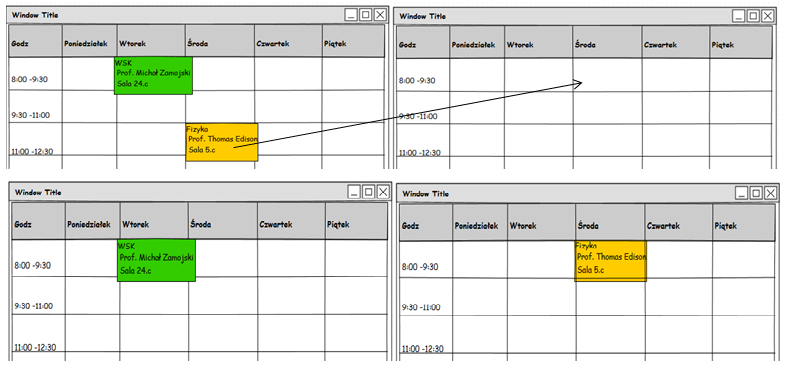 Window Title
Godz Poniedziałek Wtorek Środa Czwartek Piątek
WSK
Prof. Michał Zamojski
8:00 -9:30
Sala 24.c
9:30 -11:00
Fizyka
Prof. Thomas Edison
11:00 -12:30
Sala 5.c
Window Title
Godz Poniedziałek Wtorek Środa Czwartek Piątek
8:00 -9:30
9:30 -11:00
11:00 -12:30
Window Title
Godz Poniedziałek Wtorek Środa Czwartek Piątek
WSK
Prof. Michał Zamojski
8:00 -9:30
Sala 24.c
9:30 -11:00
11:00 -12:30
Window Title
Godz Poniedziałek Wtorek Środa Czwartek Piątek
Fizyka
Prof. Thomas Edison
8:00 -9:30
Sala 5.c
9:30 -11:00
11:00 -12:30